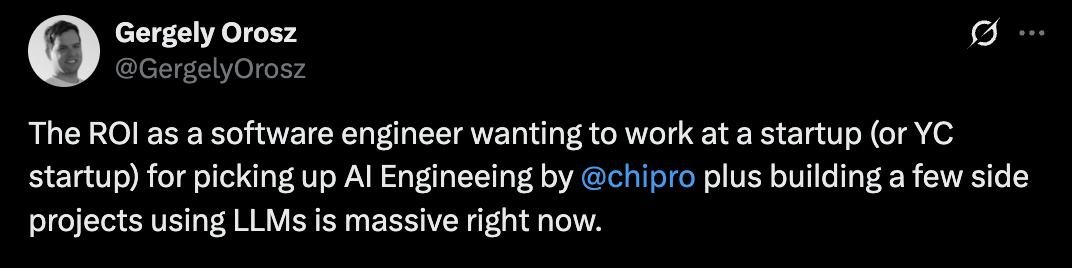 Gergely Orosz
@GergelyOrosz
The ROI as a software engineer wanting to work at a startup (or YC
startup) for picking up AI Engineeing by @chipro plus building a few side
projects using LLMs is massive right now.